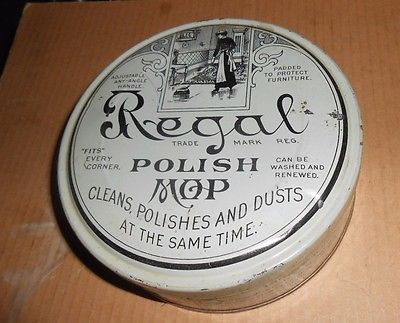 ADJUSTABLE
ANY-ANGLE
HANDLE.
PADDED
TO PROTECT
FURNITURE.
Regal
TRADE MARK REG.
"FITS"
EVERY
CORNER.
POLISH
MOP
CAN BE
WASHED AND
RENEWED.
CLEANS, POLISHES AND DUSTS
AT THE SAME TIME.